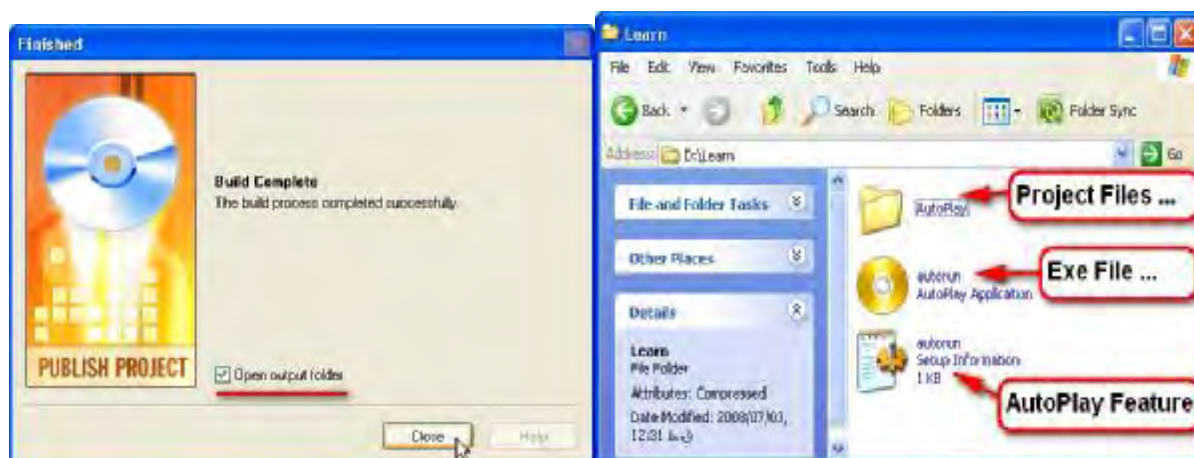 Finished
Build Complete
The build process completed successfully.
PUBLISH PROJECT
Open output folder
Close
Help
Learn
File Edit View Favorites Tools Help
Back Search Folders Folder Sync
Address E:\Learn Go
File and Folder Tasks
Other Places
Details
Learn
File Folder
Attributes: Compressed
Date Modified: 2008/07/03,
12:31
AutoPlay
Project Files ...
autorun
AutoPlay Application
Exe File ...
autorun
Setup Information
1 KB
AutoPlay Feature